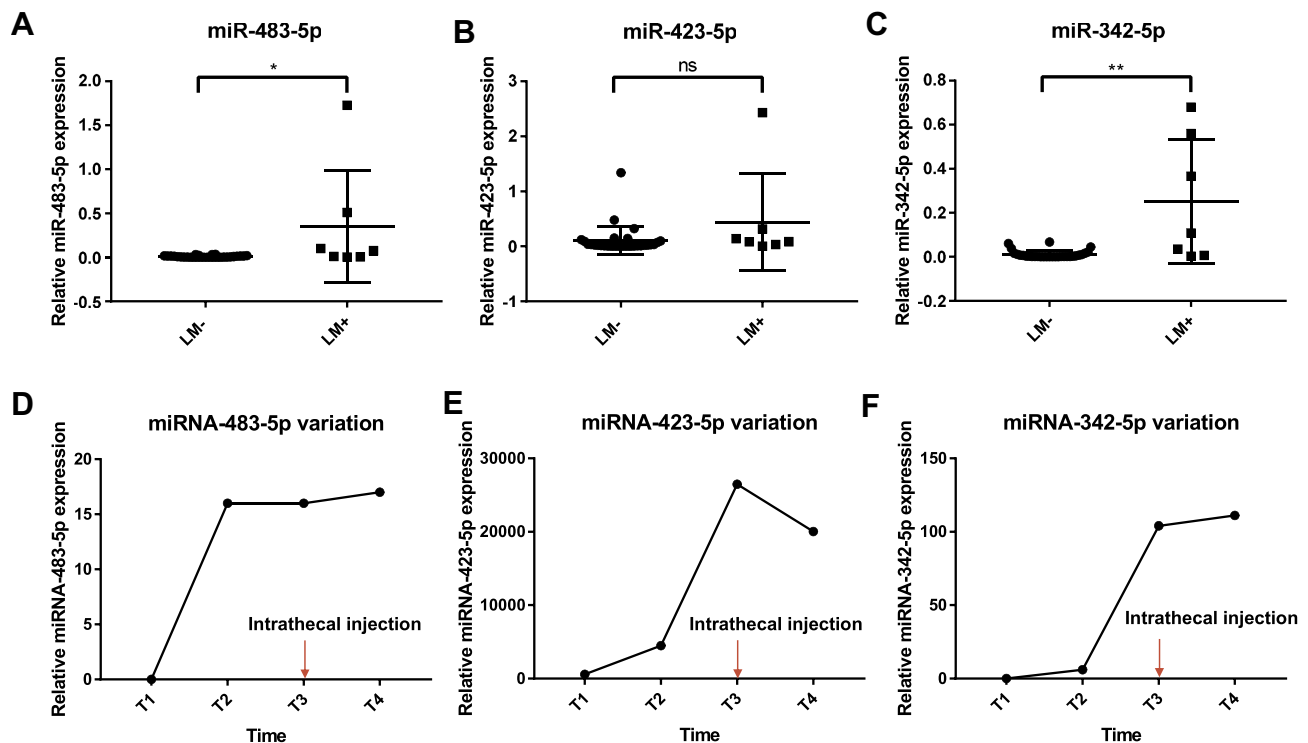 A
miR-483-5p
*
Relative miR-483-5p expression
2.0
1.5
1.0
0.5
0.0
-0.5
LM-
LM+
B
miR-423-5p
ns
Relative miR-423-5p expression
3
2
1
0
-1
LM-
LM+
C
miR-342-5p
**
Relative miR-342-5p expression
0.8
0.6
0.4
0.2
0.0
-0.2
LM-
LM+
D
miRNA-483-5p variation
Relative miRNA-483-5p expression
20
15
10
5
0
Intrathecal injection
T1
T2
T3
T4
Time
E
miRNA-423-5p variation
Relative miRNA-423-5p expression
30000
20000
10000
0
Intrathecal injection
T1
T2
T3
T4
Time
F
miRNA-342-5p variation
Relative miRNA-342-5p expression
150
100
50
0
Intrathecal injection
T1
T2
T3
T4
Time